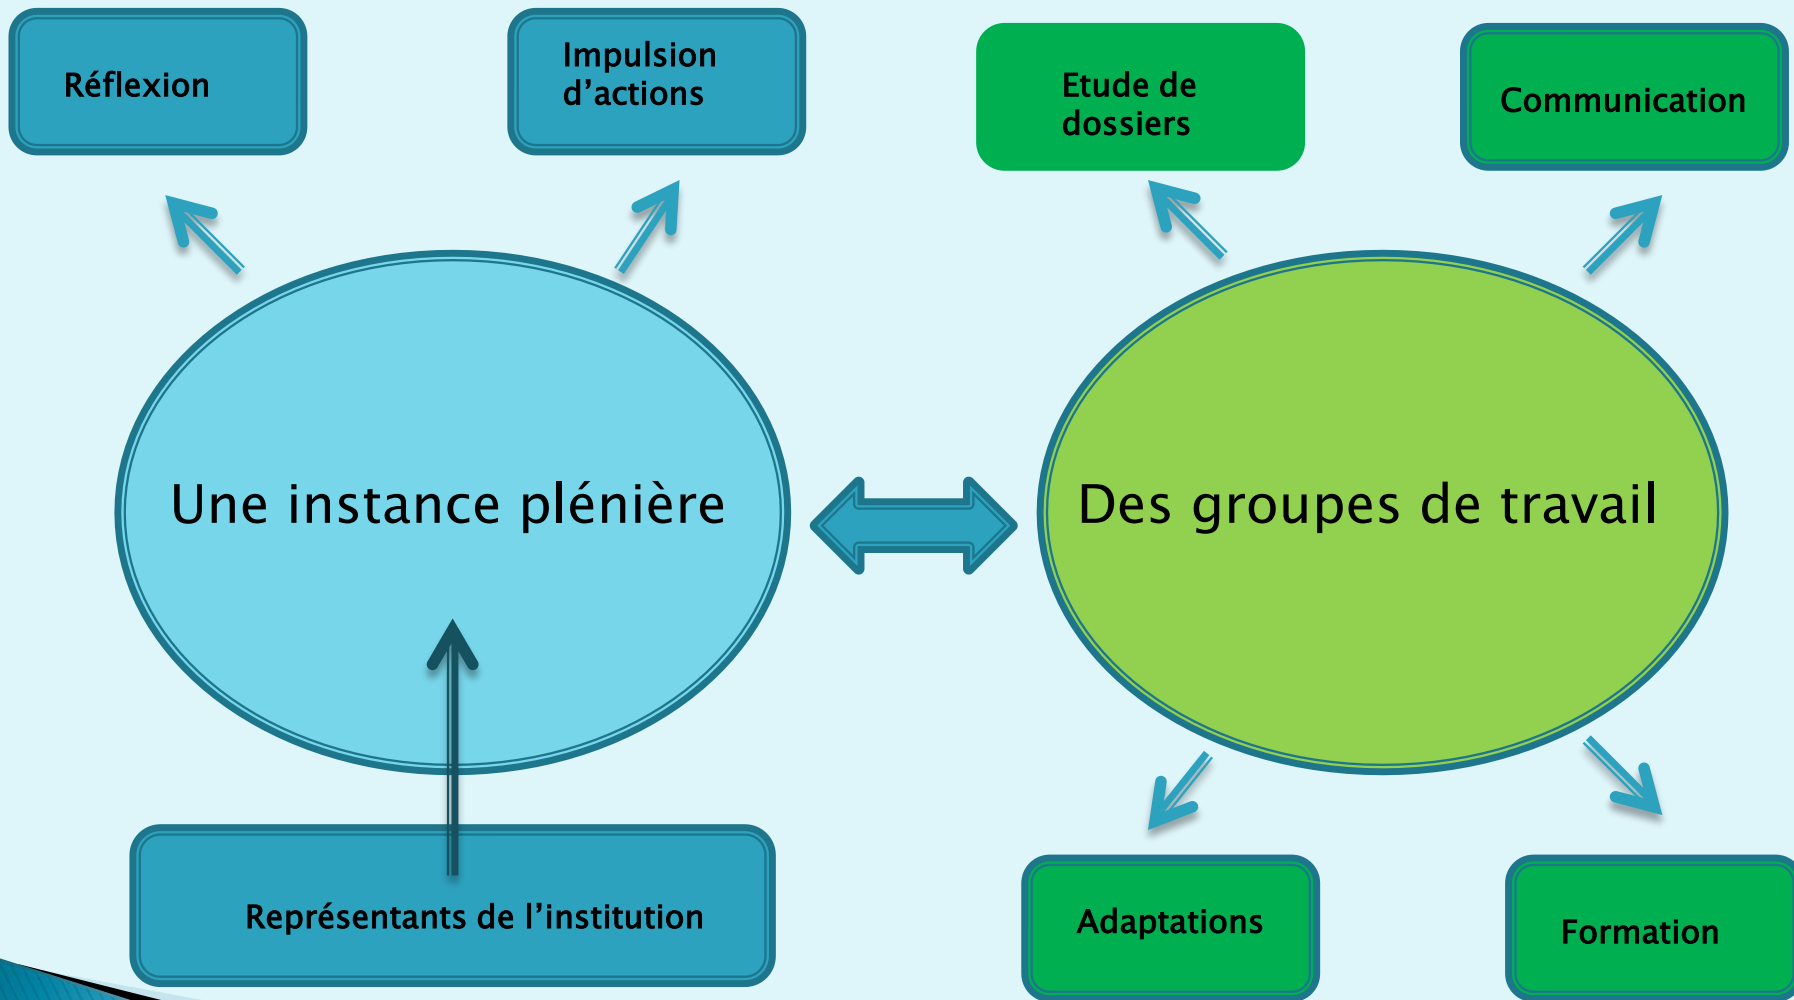 Réflexion
Impulsion
d’actions
Etude de
dossiers
Communication
Une instance plénière
Des groupes de travail
Représentants de l’institution
Adaptations
Formation